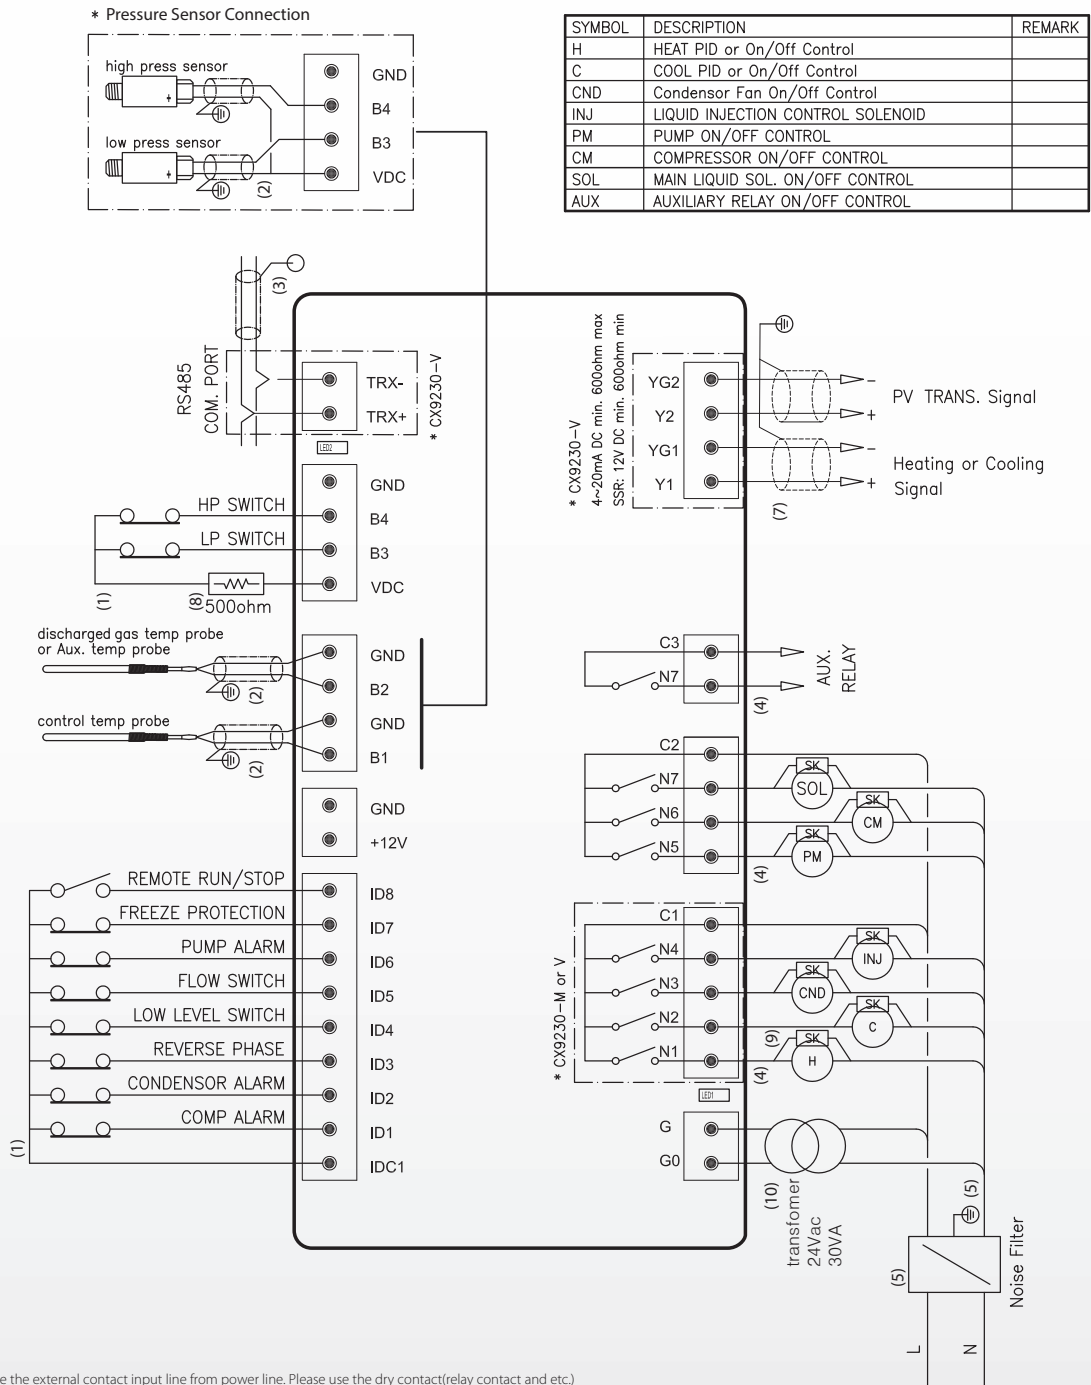 * Pressure Sensor Connection
high press sensor
low press sensor
(2)
GND
B4
B3
VDC
SYMBOL DESCRIPTION REMARK
H HEAT PID or On/Off Control
C COOL PID or On/Off Control
CND Condensor Fan On/Off Control
INJ LIQUID INJECTION CONTROL SOLENOID
PM PUMP ON/OFF CONTROL
CM COMPRESSOR ON/OFF CONTROL
SOL MAIN LIQUID SOL. ON/OFF CONTROL
AUX AUXILIARY RELAY ON/OFF CONTROL
(3)
RS485
COM. PORT
TRX-
TRX+
* CX9230-V
LED2
HP SWITCH
LP SWITCH
(1)
(8)
500ohm
GND
B4
B3
VDC
discharged gas temp probe
or Aux. temp probe
(2)
control temp probe
(2)
GND
B2
GND
B1
GND
+12V
REMOTE RUN/STOP
FREEZE PROTECTION
PUMP ALARM
FLOW SWITCH
LOW LEVEL SWITCH
REVERSE PHASE
CONDENSOR ALARM
COMP ALARM
(1)
ID8
ID7
ID6
ID5
ID4
ID3
ID2
ID1
IDC1
* CX9230-V
4~20mA DC min. 600ohm max
SSR: 12V DC min. 600ohm min
YG2
Y2
YG1
Y1
-
+
-
+
PV TRANS. Signal
Heating or Cooling
Signal
(7)
C3
N7
(4)
AUX.
RELAY
C2
N7
N6
N5
(4)
SK
SOL
SK
CM
SK
PM
* CX9230-M or V
C1
N4
N3
N2
N1
(4)
(9)
SK
INJ
SK
CND
SK
C
SK
H
LED1
G
G0
(10)
transfomer
24Vac
30VA
(5)
(5)
Noise Filter
L
N
e the external contact input line from power line. Please use the dry contact(relay contact and etc.)